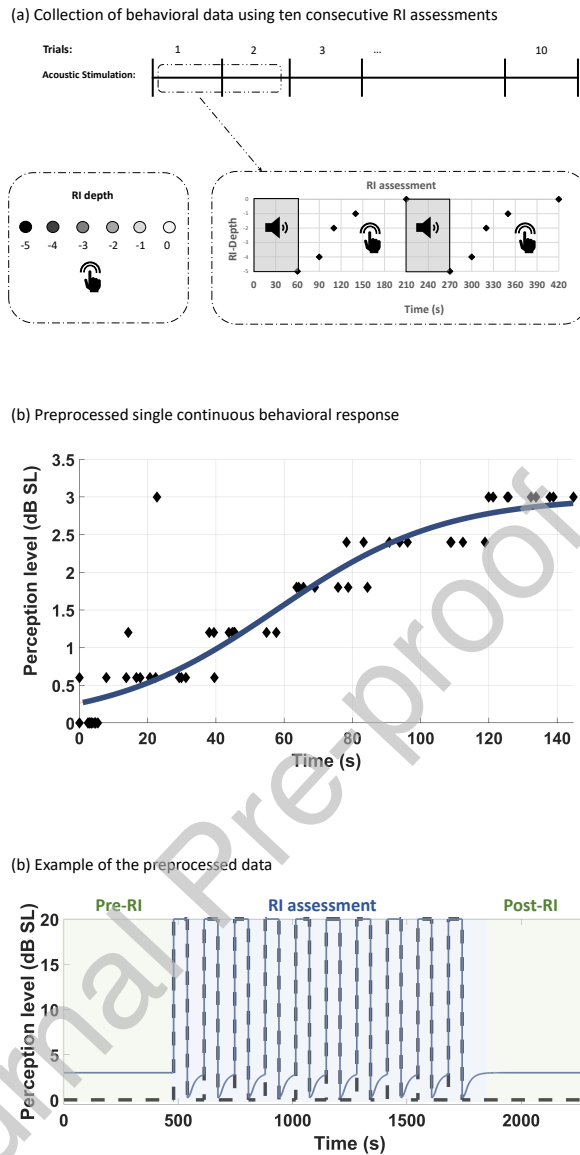 (a) Collection of behavioral data using ten consecutive RI assessments
Trials: 1 2 3 ... 10
Acoustic Stimulation:
RI depth
-5 -4 -3 -2 -1 0
RI assessment
RI-Depth
0
-1
-2
-3
-4
-5
0 30 60 90 120 150 180 210 240 270 300 330 360 390 420
Time (s)
(b) Preprocessed single continuous behavioral response
Perception level (dB SL)
3.5
3
2.5
2
1.5
1
0.5
0
0 20 40 60 80 100 120 140
Time (s)
(b) Example of the preprocessed data
Pre-RI RI assessment Post-RI
Perception level (dB SL)
20
15
10
5
0
0 500 1000 1500 2000
Time (s)
urnal Pre-proof